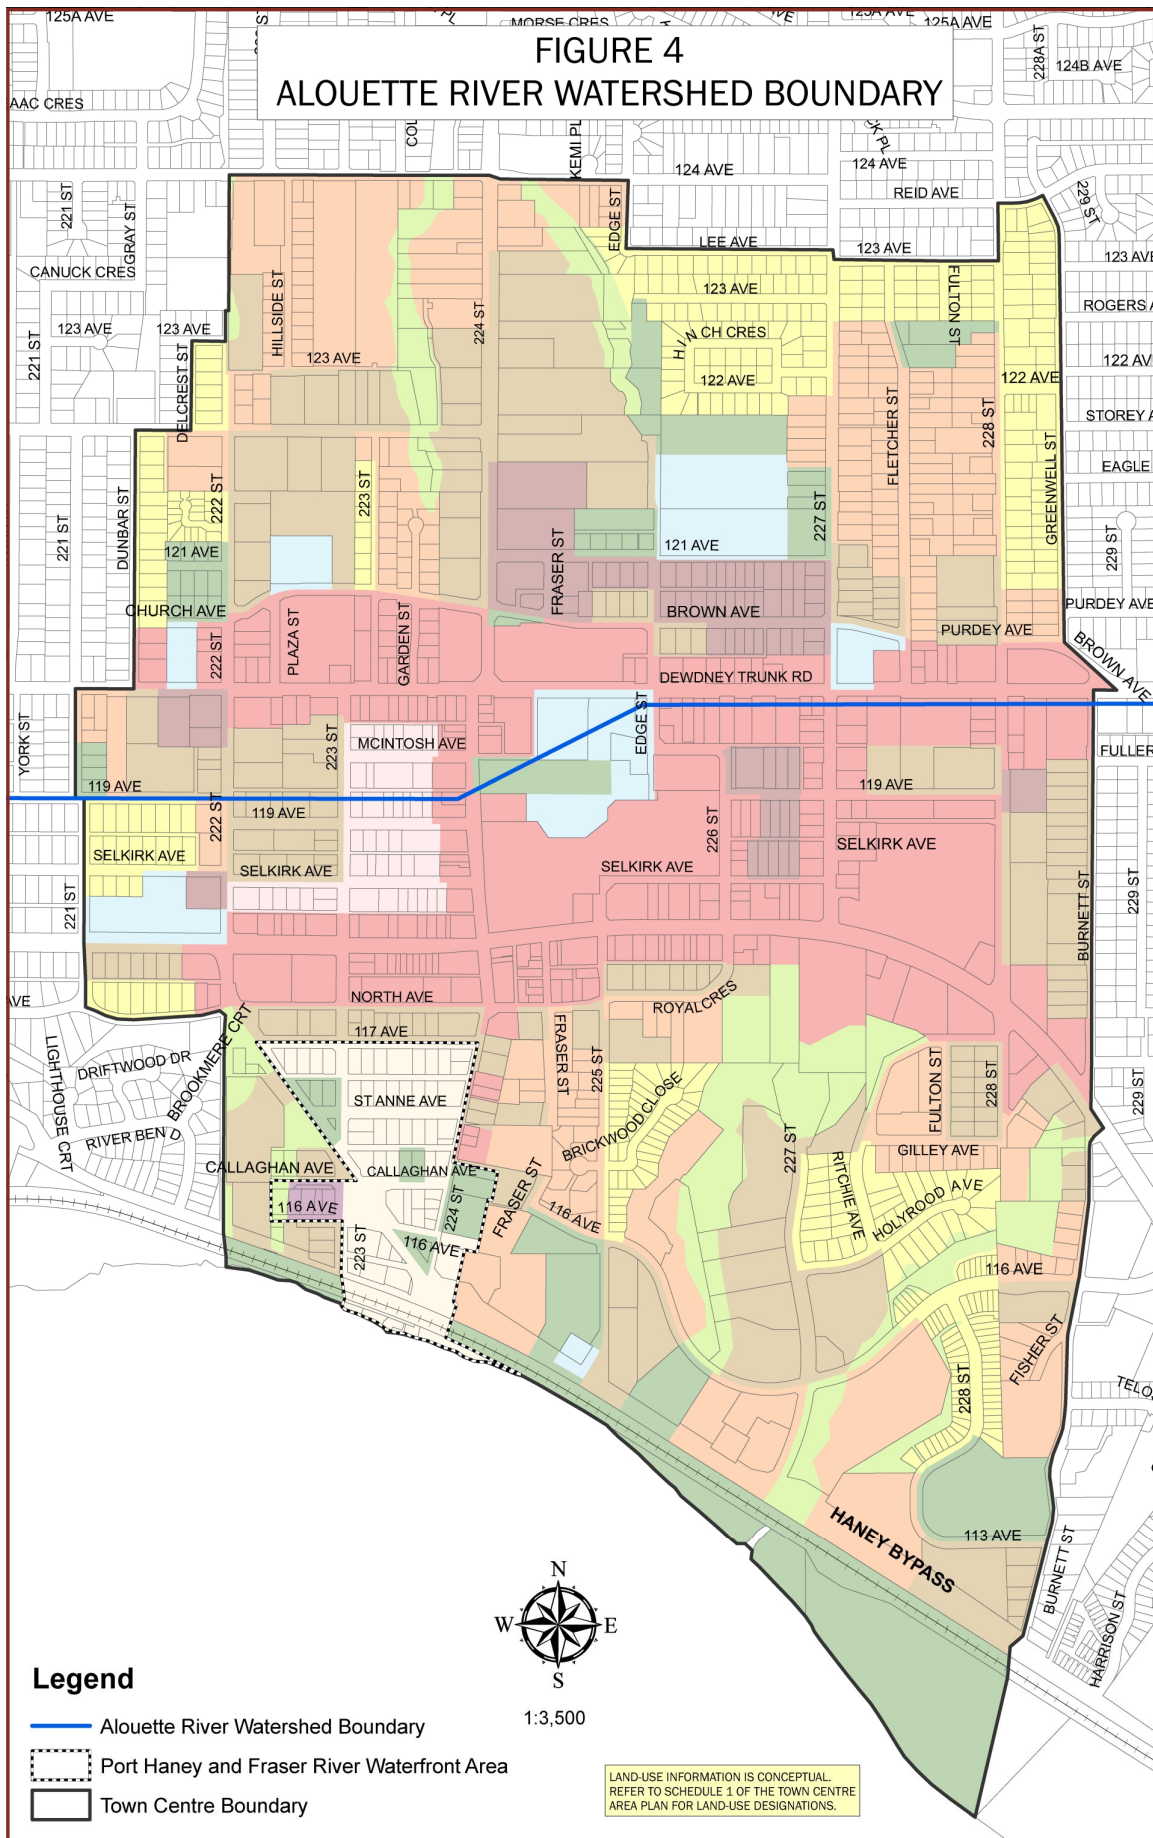 125A AVE
MORSE CRES
125A AVE
FIGURE 4
ALOUETTE RIVER WATERSHED BOUNDARY
228A ST
124B AVE
AAC CRES
KEMI PL
124 AVE
124 AVE
REID AVE
221 ST
GRAY ST
EDGE ST
229 ST
LEE AVE
123 AVE
123 AVE
CANUCK CRES
HILLSIDE ST
123 AVE
FULTON ST
ROGERS A
123 AVE
123 AVE
224 ST
HINCH CRES
221 ST
123 AVE
122 AVE
122 AVE
122 AVE
DELCREST ST
FLETCHER ST
228 ST
STOREY A
GREENWELL ST
EAGLE
222 ST
223 ST
DUNBAR ST
227 ST
221 ST
121 AVE
121 AVE
229 ST
FRASER ST
CHURCH AVE
BROWN AVE
PURDEY AVE
PLAZA ST
GARDEN ST
222 ST
PURDEY AVE
BROWN AVE
DEWDNEY TRUNK RD
YORK ST
223 ST
MCINTOSH AVE
EDGE ST
FULLER
119 AVE
119 AVE
222 ST
119 AVE
226 ST
SELKIRK AVE
SELKIRK AVE
SELKIRK AVE
SELKIRK AVE
221 ST
229 ST
BURNETT ST
NORTH AVE
ROYAL CRES
AVE
117 AVE
FRASER ST
LIGHTHOUSE CRT
DRIFTWOOD DR
BROOKMERE CRT
225 ST
FULTON ST
228 ST
229 ST
ST ANNE AVE
BRICKWOOD CLOSE
RIVER BEND
227 ST
GILLEY AVE
CALLAGHAN AVE
CALLAGHAN AVE
RITCHIE AVE
HOLYROOD AVE
116 AVE
224 ST
FRASER ST
116 AVE
223 ST
116 AVE
116 AVE
FISHER ST
228 ST
TELO
HANEY BYPASS
113 AVE
BURNETT ST
HARRISON ST
N
W
E
S
1:3,500
Legend
Alouette River Watershed Boundary
Port Haney and Fraser River Waterfront Area
Town Centre Boundary
LAND-USE INFORMATION IS CONCEPTUAL.
REFER TO SCHEDULE 1 OF THE TOWN CENTRE
AREA PLAN FOR LAND-USE DESIGNATIONS.